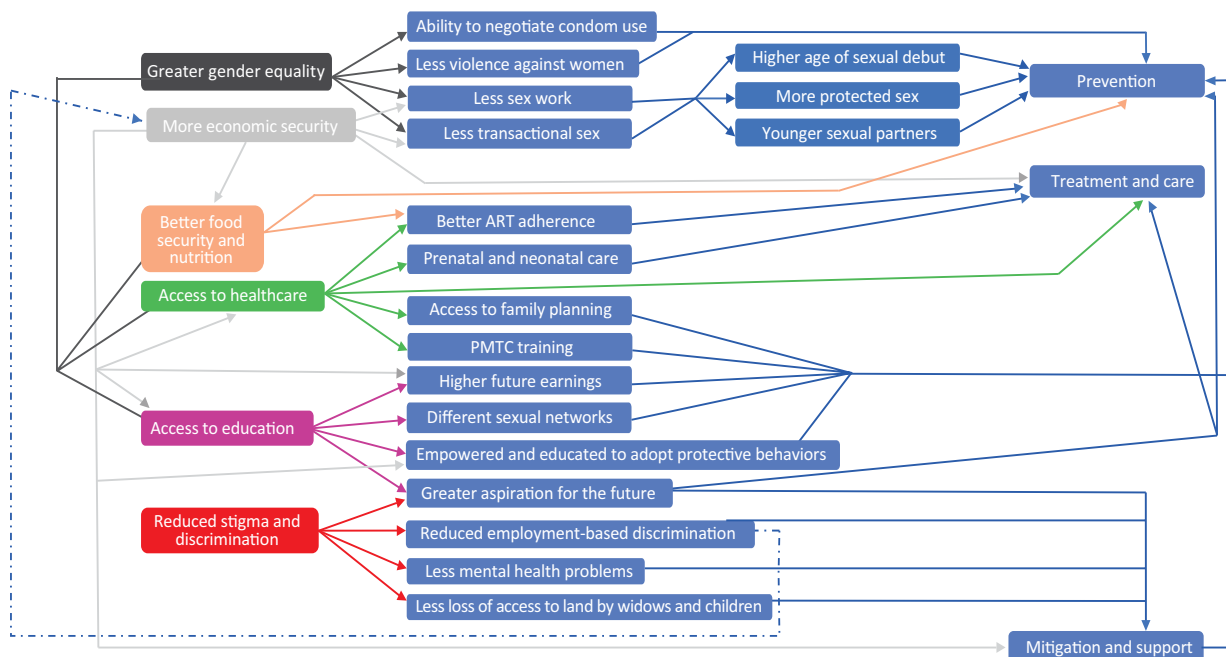 Ability to negotiate condom use
Greater gender equality
Less violence against women
Higher age of sexual debut
Prevention
Less sex work
More protected sex
More economic security
Less transactional sex
Younger sexual partners
Treatment and care
Better food
security and
nutrition
Better ART adherence
Prenatal and neonatal care
Access to healthcare
Access to family planning
PMTC training
Higher future earnings
Access to education
Different sexual networks
Empowered and educated to adopt protective behaviors
Greater aspiration for the future
Reduced stigma and
discrimination
Reduced employment-based discrimination
Less mental health problems
Less loss of access to land by widows and children
Mitigation and support